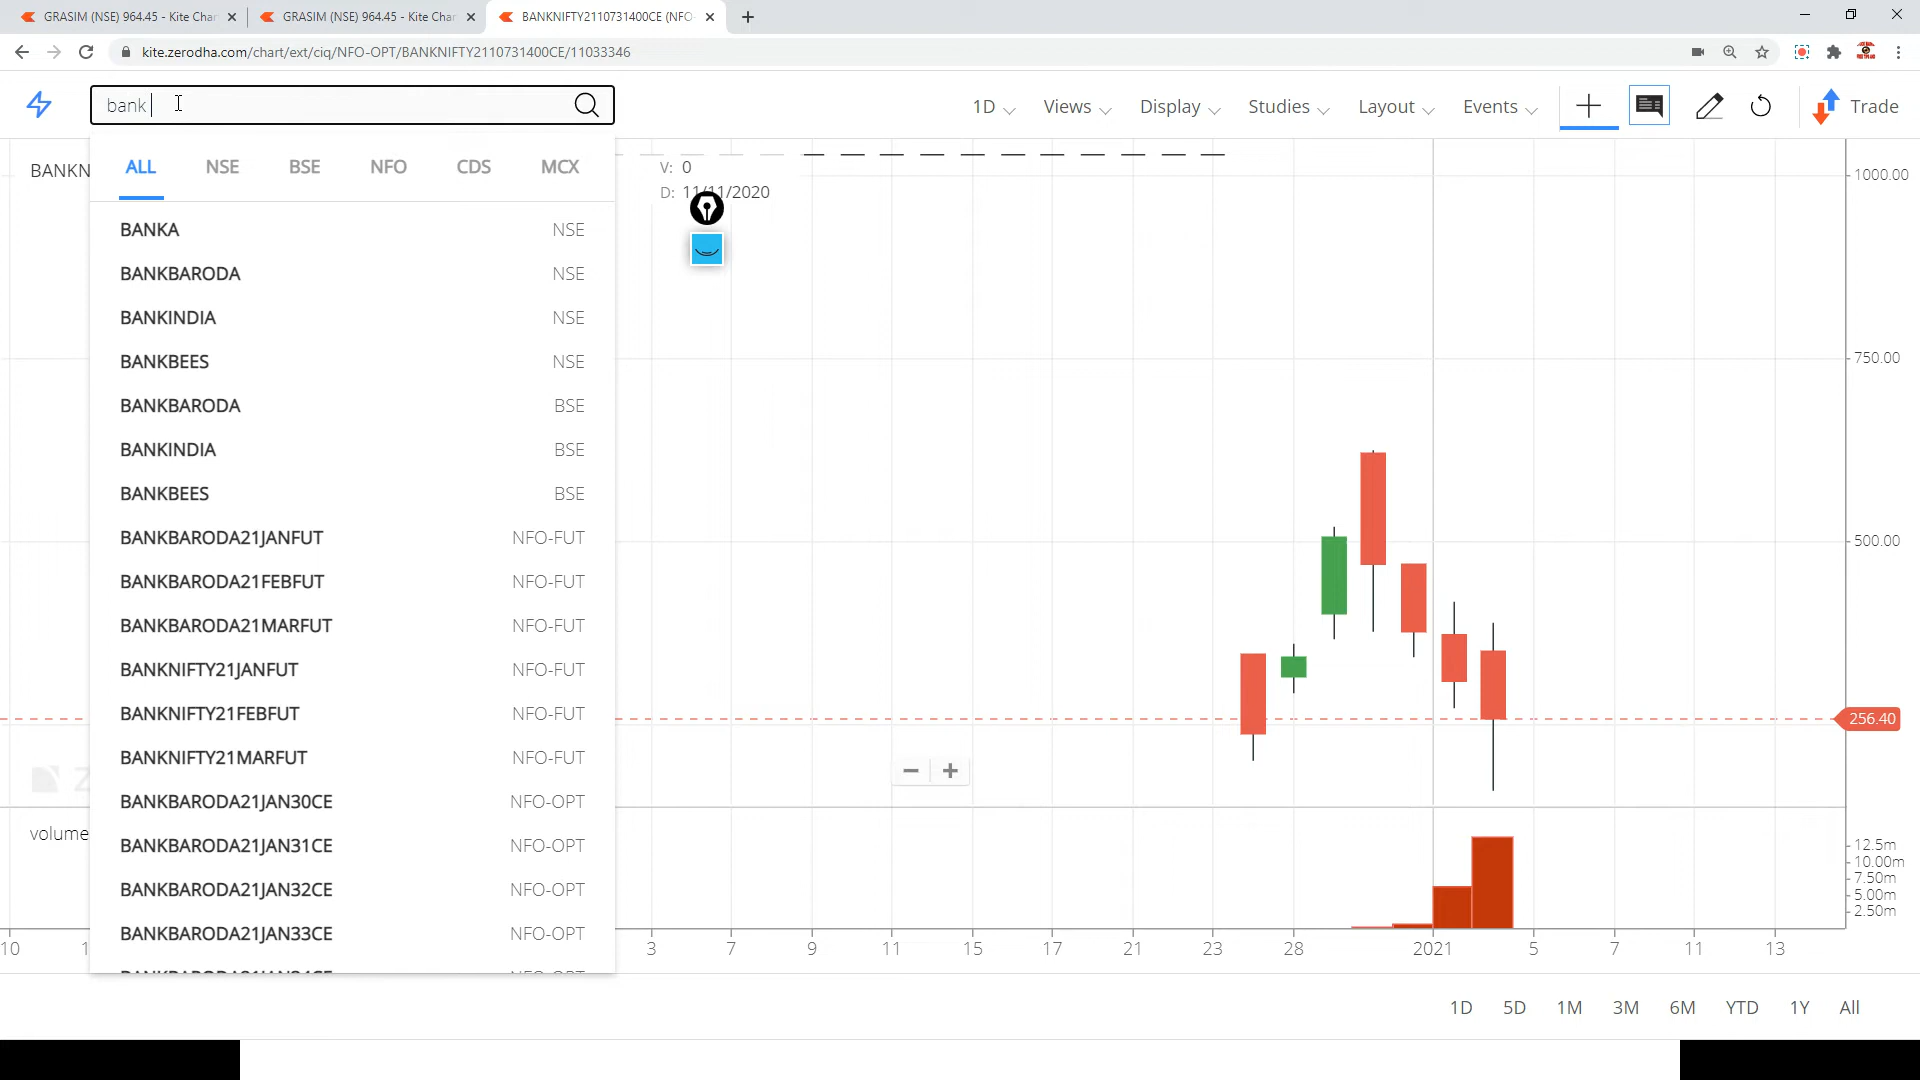 GRASIM (NSE) 964.45 - Kite Char
GRASIM (NSE) 964.45 - Kite Char
BANKNIFTY2110731400CE (NFO-
kite.zerodha.com/chart/ext/ciq/NFO-OPT/BANKNIFTY2110731400CE/11033346
bank
1D Views Display Studies Layout Events Trade
ALL NSE BSE NFO CDS MCX
BANKN
V: 0
D: 11/11/2020
BANKA NSE
BANKBARODA NSE
BANKINDIA NSE
BANKBEES NSE
BANKBARODA BSE
BANKINDIA BSE
BANKBEES BSE
BANKBARODA21JANFUT NFO-FUT
BANKBARODA21FEBFUT NFO-FUT
BANKBARODA21MARFUT NFO-FUT
BANKNIFTY21JANFUT NFO-FUT
BANKNIFTY21FEBFUT NFO-FUT
BANKNIFTY21MARFUT NFO-FUT
BANKBARODA21JAN30CE NFO-OPT
BANKBARODA21JAN31CE NFO-OPT
BANKBARODA21JAN32CE NFO-OPT
BANKBARODA21JAN33CE NFO-OPT
1000.00
750.00
500.00
256.40
Z
volume
12.5m
10.00m
7.50m
5.00m
2.50m
10 1 3 7 9 11 15 17 21 23 28 2021 5 7 11 13
1D 5D 1M 3M 6M YTD 1Y All